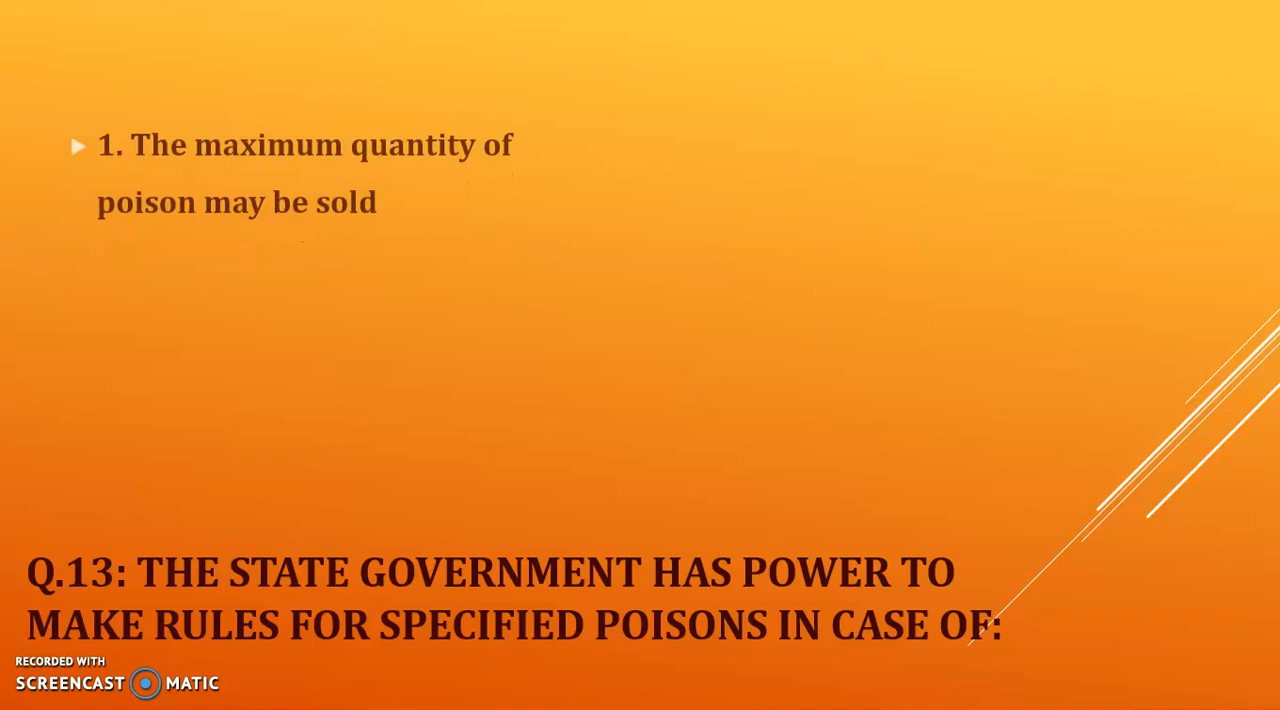 1. The maximum quantity of
poison may be sold
Q.13: THE STATE GOVERNMENT HAS POWER TO
MAKE RULES FOR SPECIFIED POISONS IN CASE OF:
RECORDED WITH
SCREENCAST MATIC